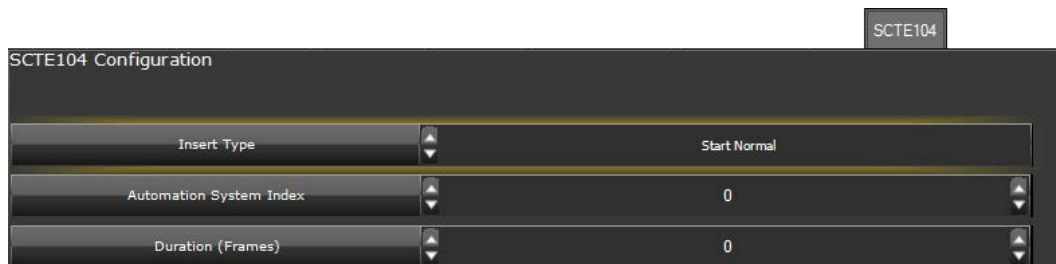 SCTE104
SCTE104 Configuration
Insert Type Start Normal
Automation System Index 0
Duration (Frames) 0